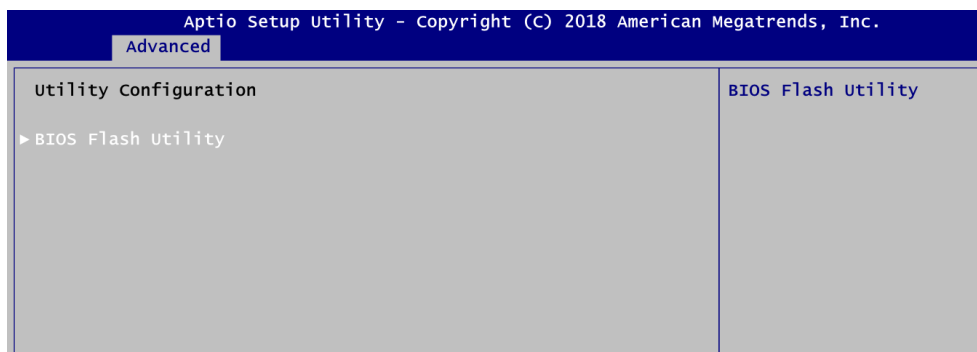 Aptio Setup Utility – Copyright (C) 2018 American Megatrends, Inc.
Advanced
Utility Configuration
BIOS Flash Utility
►BIOS Flash Utility